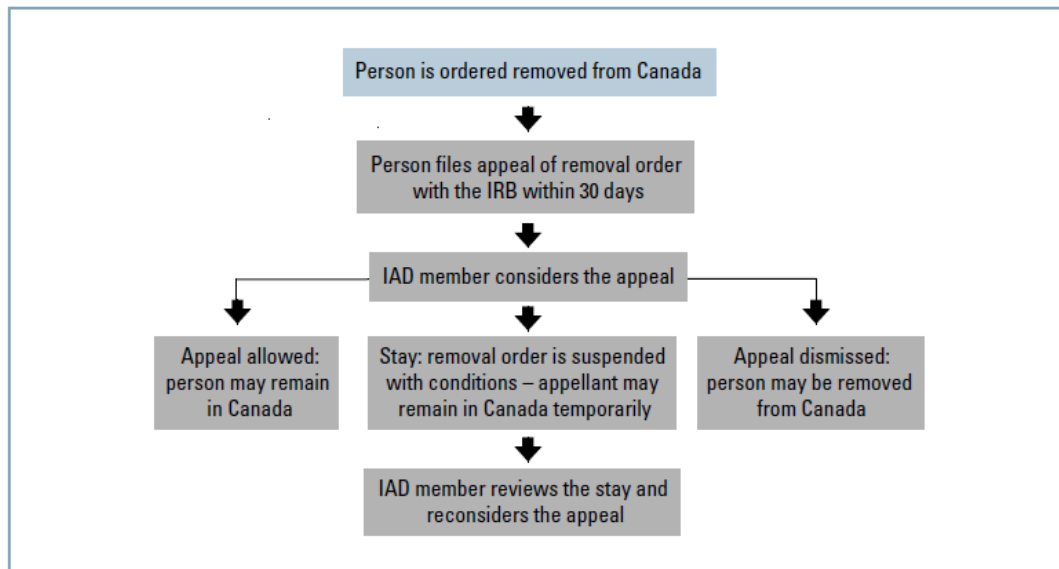 Person is ordered removed from Canada
Person files appeal of removal order
with the IRB within 30 days
IAD member considers the appeal
Appeal allowed:
person may remain
in Canada
Stay: removal order is suspended
with conditions – appellant may
remain in Canada temporarily
Appeal dismissed:
person may be removed
from Canada
IAD member reviews the stay and
reconsiders the appeal